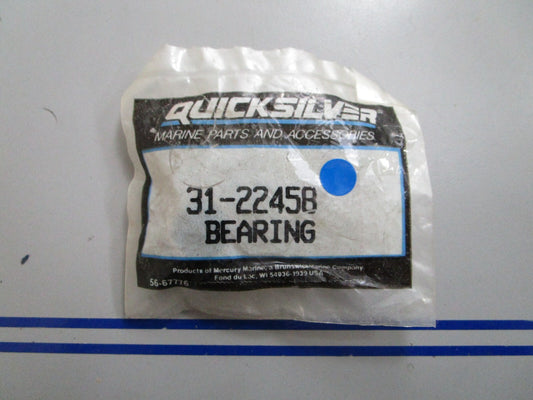 QUICKSILVER
MARINE PARTS AND ACCESSORIES
31-22458
BEARING
Products of Mercury Marine, a Brunswick Marine Company
Fond du Lac, WI 54936-1939 USA
56-67776